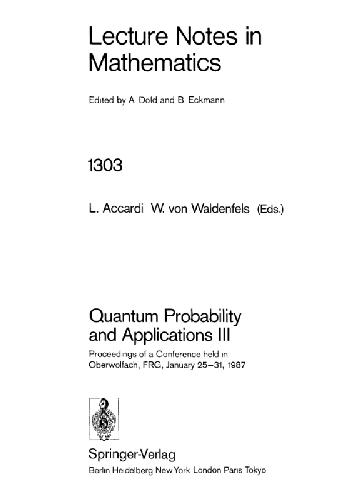 Lecture Notes in
Mathematics
Edited by A. Dold and B. Eckmann
1303
L. Accardi W. von Waldenfels (Eds.)
Quantum Probability
and Applications III
Proceedings of a Conference held in
Oberwolfach, FRG, January 25–31, 1987
Springer-Verlag
Berlin Heidelberg New York London Paris Tokyo